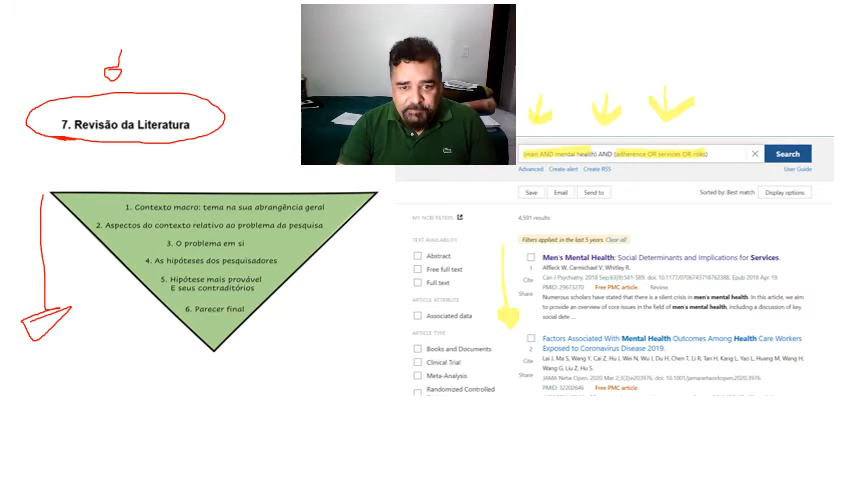 7. Revisão da Literatura
1. Contexto macro: tema na sua abrangência geral
2. Aspectos do contexto relativo ao problema da pesquisa
3. O problema em si
4. As hipóteses dos pesquisadores
5. Hipótese mais provável
E seus contraditórios
6. Parecer final
(man AND mental health) AND (adherence OR services OR risks)
Search
Advanced Create alert Create RSS
User Guide
Save Email Send to
Sorted by: Best match
Display options
MY NCBI FILTERS
4,591 results
TEXT AVAILABILITY
Abstract
Free full text
Full text
ARTICLE ATTRIBUTE
Associated data
ARTICLE TYPE
Books and Documents
Clinical Trial
Meta-Analysis
Randomized Controlled
Filters applied: in the last 5 years. Clear all
1
Cite
Share
Men's Mental Health: Social Determinants and Implications for Services.
Affleck W, Carmichael V, Whitley R.
Can J Psychiatry. 2018 Sep;63(9):581-589. doi: 10.1177/0706743718762388. Epub 2018 Apr 19.
PMID: 29673270 Free PMC article. Review.
Numerous scholars have stated that there is a silent crisis in men's mental health. In this article, we aim
to provide an overview of core issues in the field of men's mental health, including a discussion of key
social dete ...
2
Cite
Share
Factors Associated With Mental Health Outcomes Among Health Care Workers
Exposed to Coronavirus Disease 2019.
Lai J, Ma S, Wang Y, Cai Z, Hu J, Wei N, Wu J, Du H, Chen T, Li R, Tan H, Kang L, Yao L, Huang M, Wang H,
Wang G, Liu Z, Hu S.
JAMA Netw Open. 2020 Mar 2;3(3):e203976. doi: 10.1001/jamanetworkopen.2020.3976.
PMID: 32202646 Free PMC article.